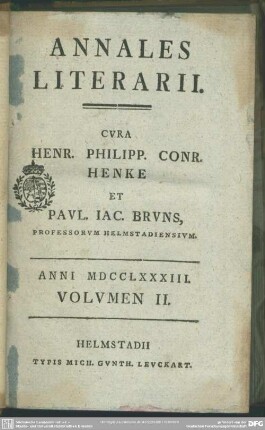 ANNALES
LITERARII.
CVRA
HENR. PHILIPP. CONR.
HENKE
ET
PAVL. IAC. BRVNS,
PROFESSORVM HELMSTADIENSIVM.
ANNI MDCCLXXXIII.
VOLVMEN II.
HELMSTADII
TYPIS MICH. GVNTH. LEVCKART.
DFG